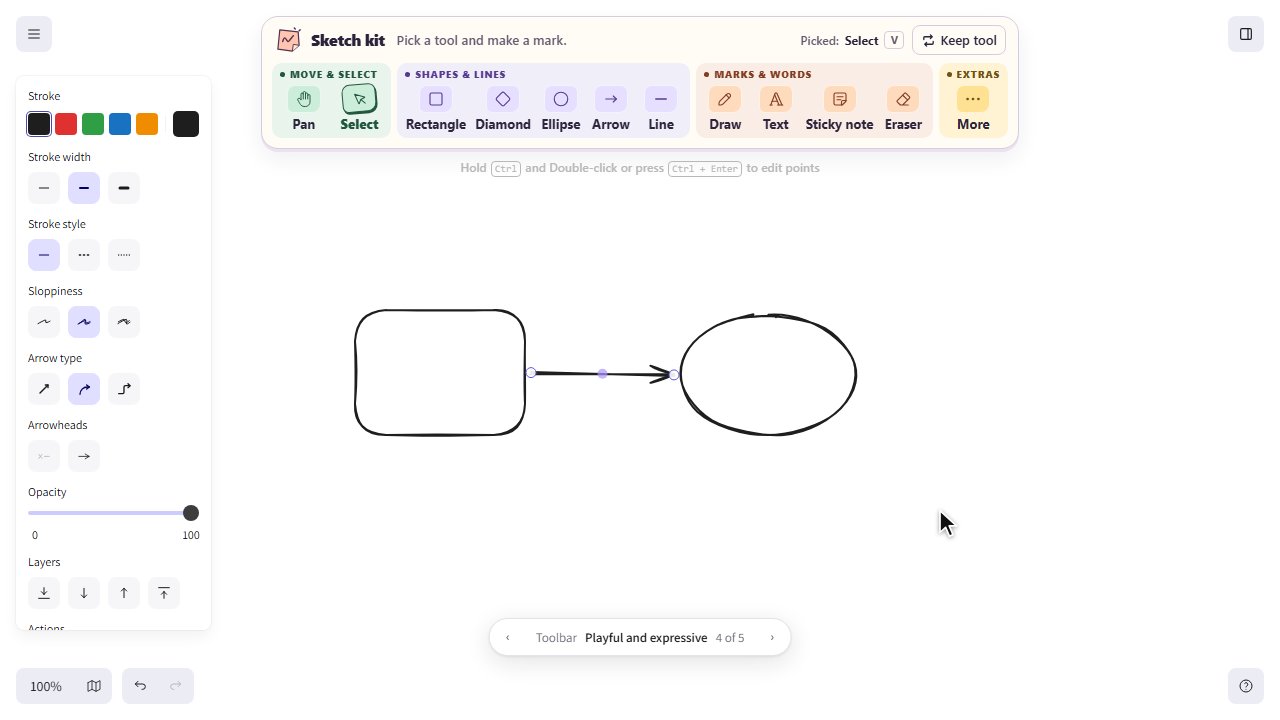 Sketch kit Pick a tool and make a mark. Picked: Select V Keep tool
MOVE & SELECT SHAPES & LINES MARKS & WORDS EXTRAS
Pan Select Rectangle Diamond Ellipse Arrow Line Draw Text Sticky note Eraser More
Hold Ctrl and Double-click or press Ctrl + Enter to edit points
Stroke
Stroke width
Stroke style
Sloppiness
Arrow type
Arrowheads
Opacity
0 100
Layers
Actions
Toolbar Playful and expressive 4 of 5
100%